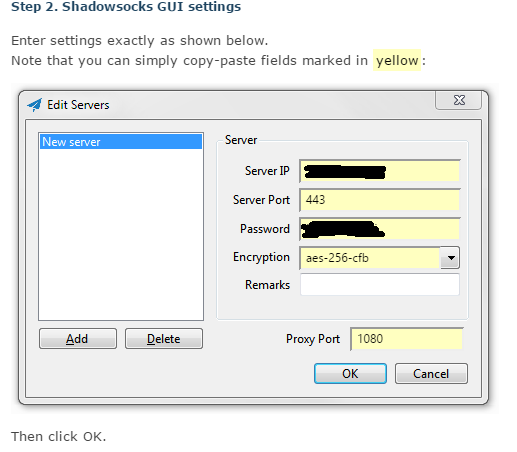 Step 2. Shadowsocks GUI settings
Enter settings exactly as shown below.
Note that you can simply copy-paste fields marked in yellow:
Edit Servers
New server
Server
Server IP
Server Port 443
Password
Encryption aes-256-cfb
Remarks
Add Delete
Proxy Port 1080
OK Cancel
Then click OK.